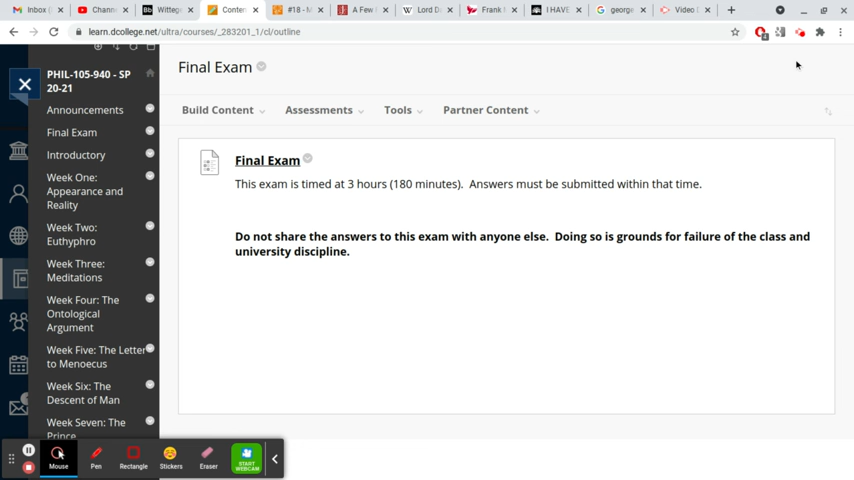 Inbox (
Chann
Bb Witteg
Conten
#18 - M
A Few
W Lord D
Frank
I HAVE
george
Video D
learn.dcollege.net/ultra/courses/_283201_1/cl/outline
PHIL-105-940 - SP
20-21
Announcements
Final Exam
Introductory
Week One:
Appearance and
Reality
Week Two:
Euthyphro
Week Three:
Meditations
Week Four: The
Ontological
Argument
Week Five: The Letter
to Menoecus
Week Six: The
Descent of Man
Week Seven: The
Prince
Final Exam
Build Content
Assessments
Tools
Partner Content
Final Exam
This exam is timed at 3 hours (180 minutes). Answers must be submitted within that time.
Do not share the answers to this exam with anyone else. Doing so is grounds for failure of the class and
university discipline.
Mouse
Pen
Rectangle
Stickers
Eraser
START
WEBCAM